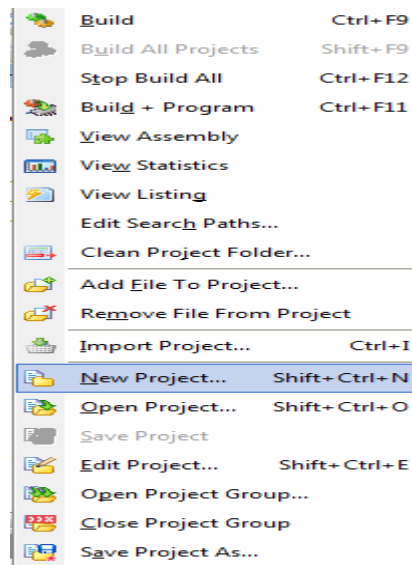 Build Ctrl+F9
Build All Projects Shift+F9
Stop Build All Ctrl+F12
Build + Program Ctrl+F11
View Assembly
View Statistics
View Listing
Edit Search Paths...
Clean Project Folder...
Add File To Project...
Remove File From Project
Import Project... Ctrl+I
New Project... Shift+Ctrl+N
Open Project... Shift+Ctrl+O
Save Project
Edit Project... Shift+Ctrl+E
Open Project Group...
Close Project Group
Save Project As...